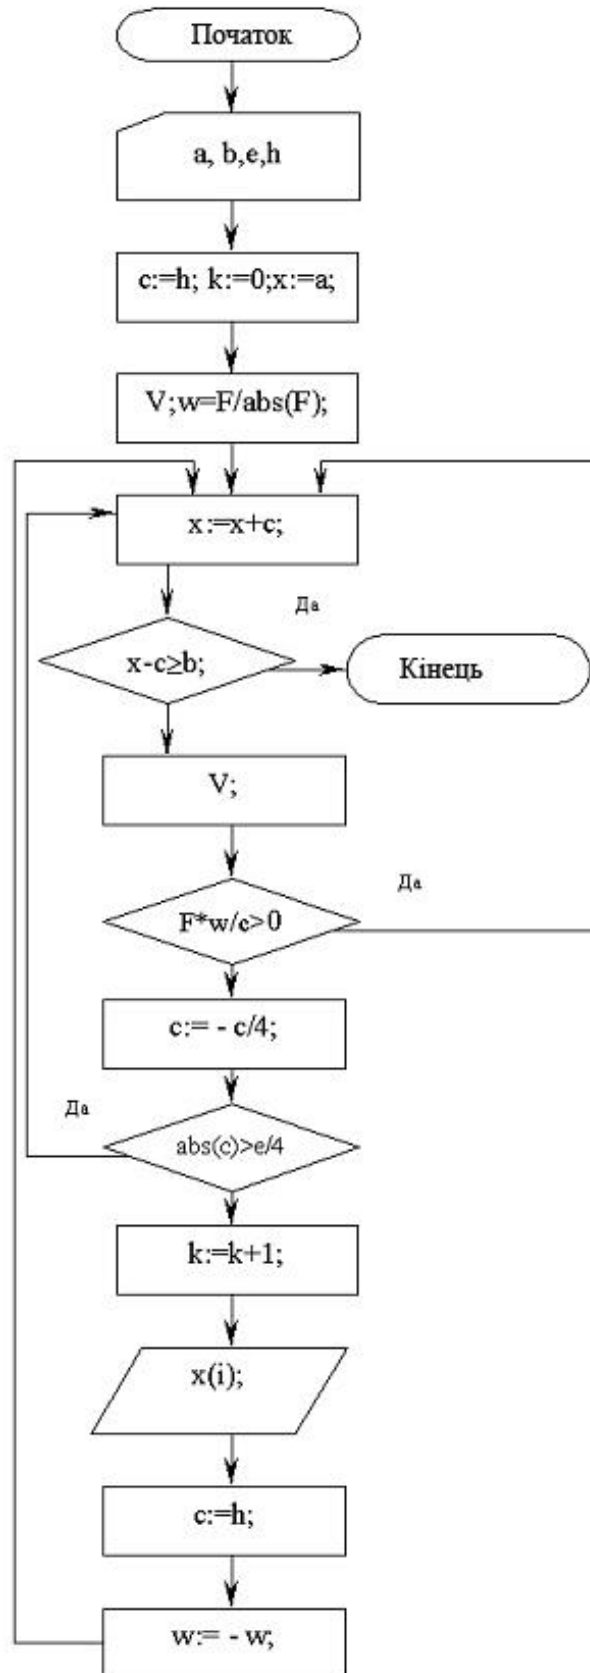 Початок
a, b,e,h
c:=h; k:=0;x:=a;
V;w=F/abs(F);
x:=x+c;
Да
x-c≥b;
Кінець
V;
Да
F*w/c>0
c:= - c/4;
Да
abs(c)>e/4
k:=k+1;
x(i);
c:=h;
w:= - w;